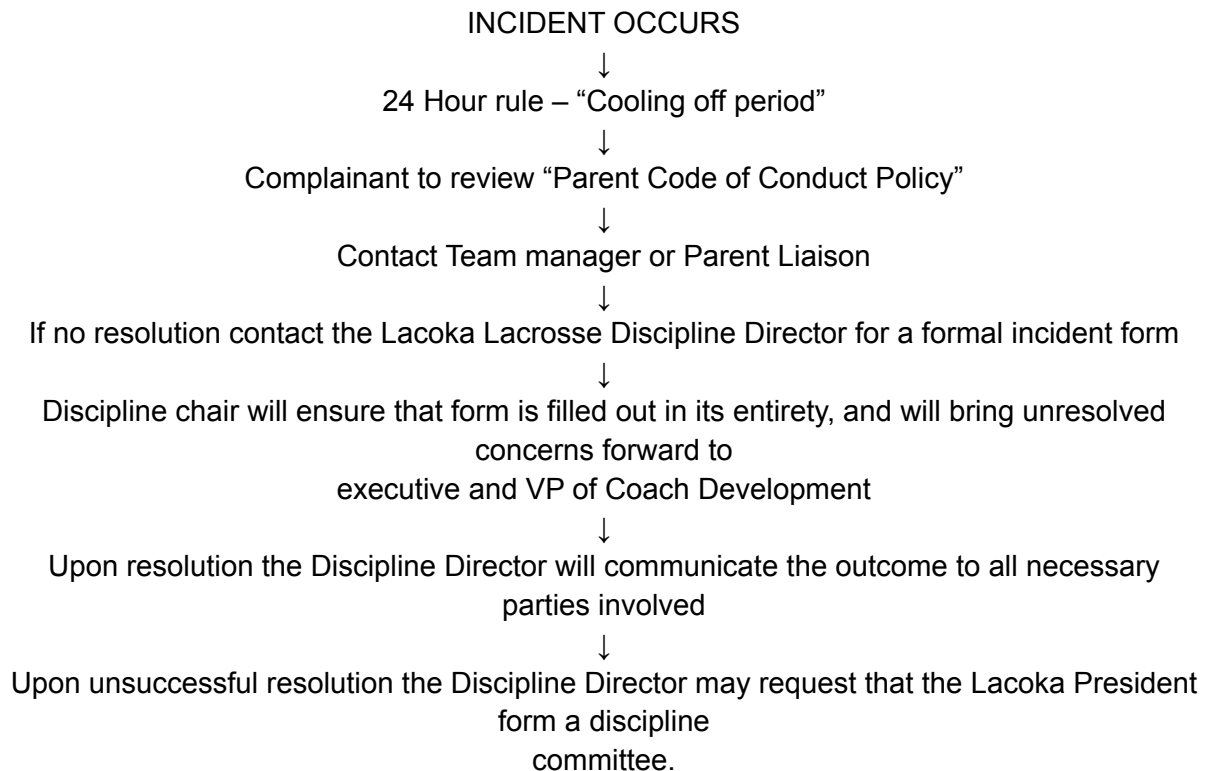 INCIDENT OCCURS
↓
24 Hour rule – “Cooling off period”
↓
Complainant to review “Parent Code of Conduct Policy”
↓
Contact Team manager or Parent Liaison
↓
If no resolution contact the Lacoka Lacrosse Discipline Director for a formal incident form
↓
Discipline chair will ensure that form is filled out in its entirety, and will bring unresolved
concerns forward to
executive and VP of Coach Development
↓
Upon resolution the Discipline Director will communicate the outcome to all necessary
parties involved
↓
Upon unsuccessful resolution the Discipline Director may request that the Lacoka President
form a discipline
committee.